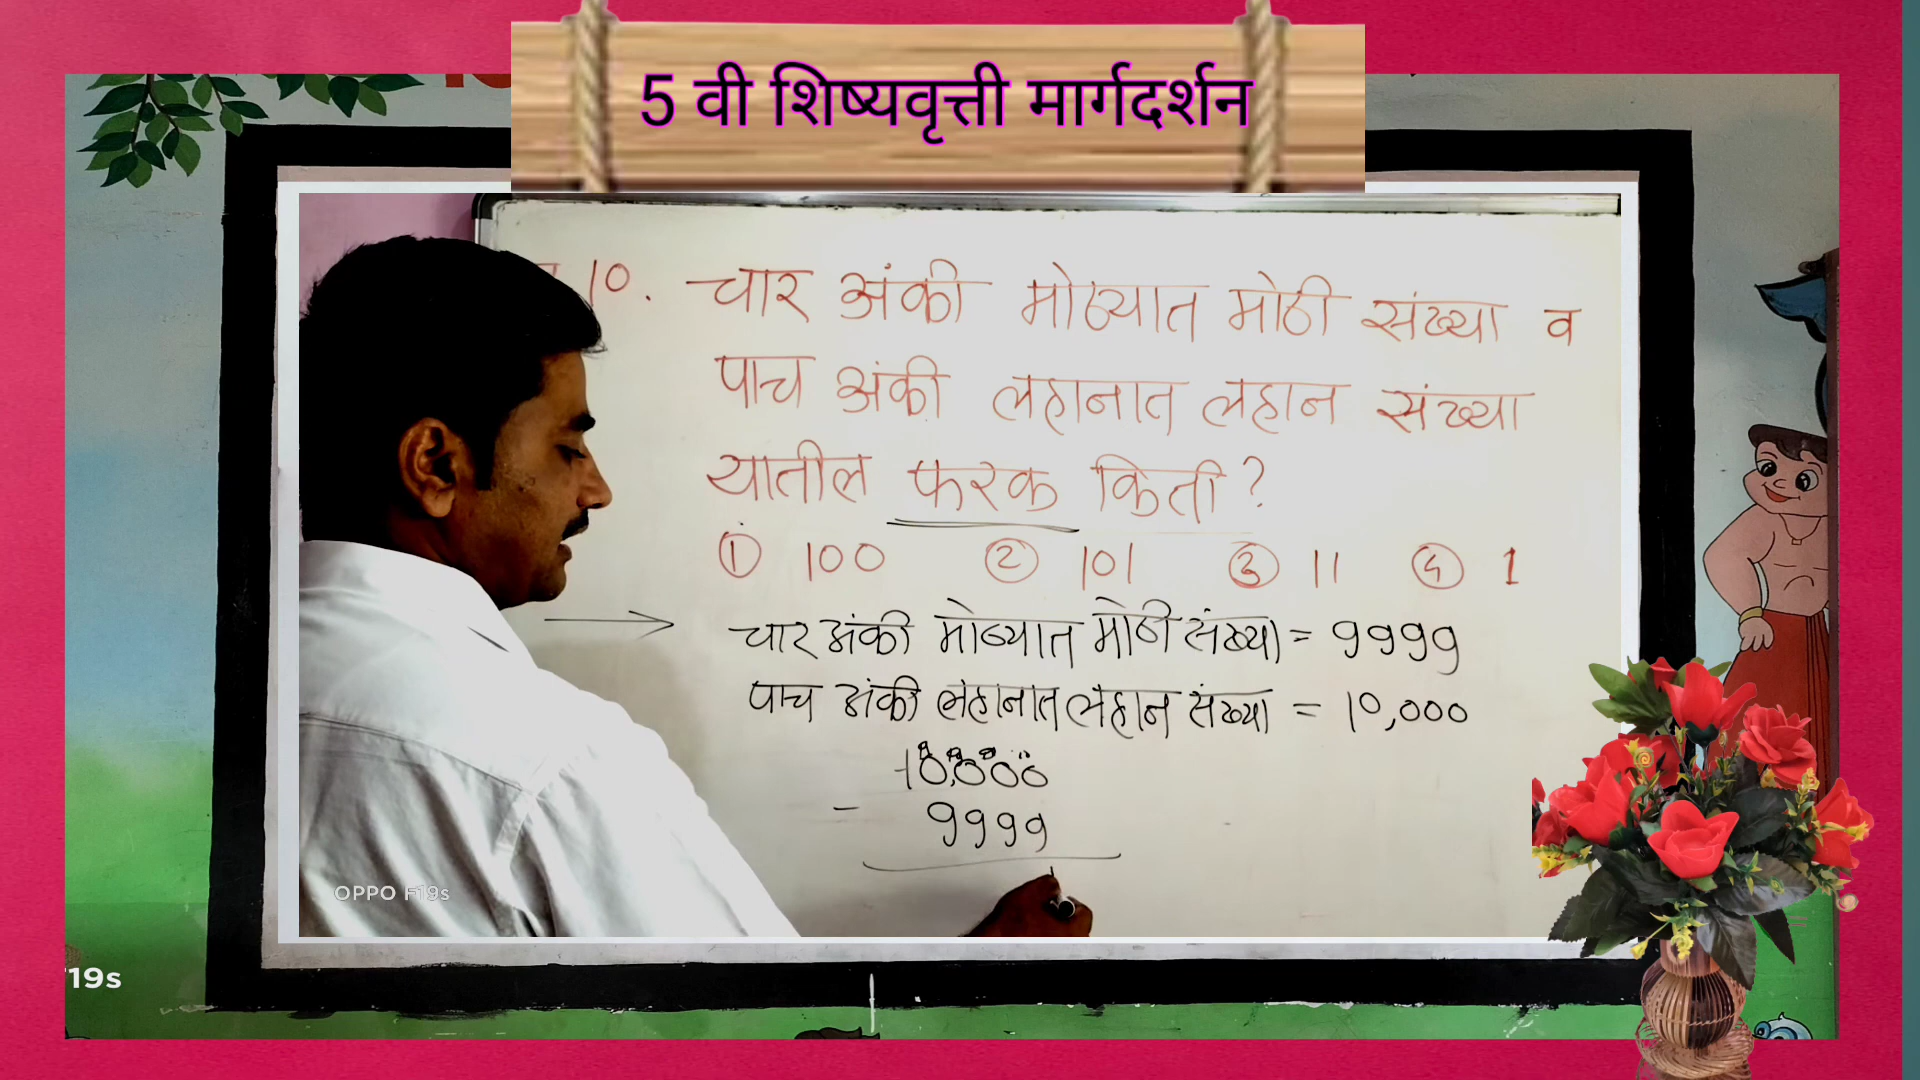 5 वी शिष्यवृत्ती मार्गदर्शन
10. चार अंकी मोठ्यात मोठी संख्या व
पाच अंकी लहानात लहान संख्या
यातील फरक किती?
① 100 ② 101 ③ 11 ④ 1
→ चार अंकी मोठ्यात मोठी संख्या = 9999
पाच अंकी लहानात लहान संख्या = 10,000
10,000
- 9999
OPPO F19s
F19s